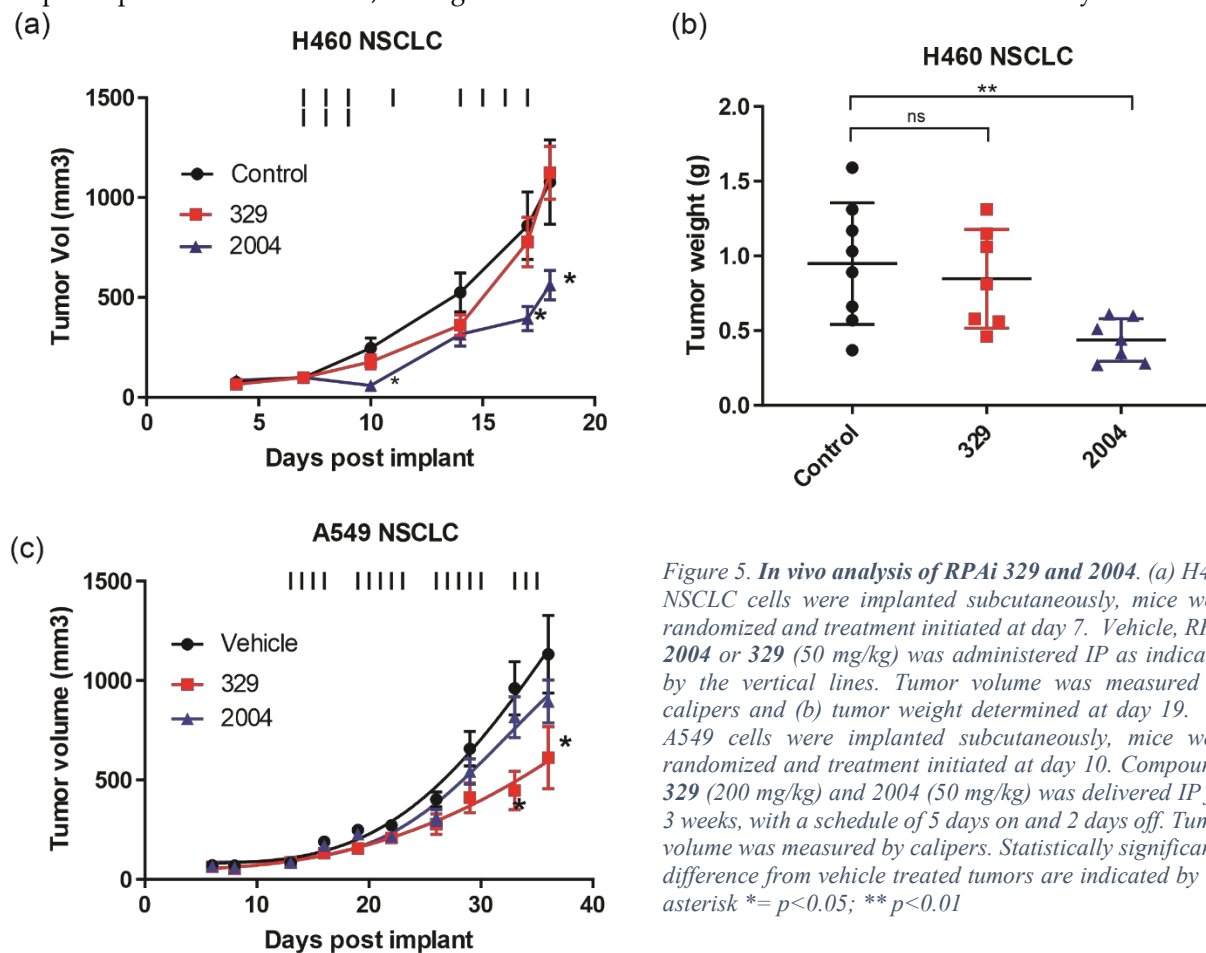 (a)
H460 NSCLC
1500
1000
500
0
Tumor Vol (mm3)
Control
329
2004
*
*
*
0 5 10 15 20
Days post implant
(b)
H460 NSCLC
**
ns
2.0
1.5
1.0
0.5
0.0
Tumor weight (g)
Control 329 2004
(c)
A549 NSCLC
1500
1000
500
0
Tumor volume (mm3)
Vehicle
329
2004
*
*
0 10 20 30 40
Days post implant
Figure 5. In vivo analysis of RPAi 329 and 2004. (a)
NSCLC cells were implanted subcutaneously, mice
randomized and treatment initiated at day 7. Vehicle,
2004 or 329 (50 mg/kg) was administered IP as
by the vertical lines. Tumor volume was measured
calipers and (b) tumor weight determined at day 19.
A549 cells were implanted subcutaneously, mice
randomized and treatment initiated at day 10.
329 (200 mg/kg) and 2004 (50 mg/kg) was delivered IP
3 weeks, with a schedule of 5 days on and 2 days off.
volume was measured by calipers. Statistically
difference from vehicle treated tumors are indicated by
asterisk *= p<0.05; ** p<0.01